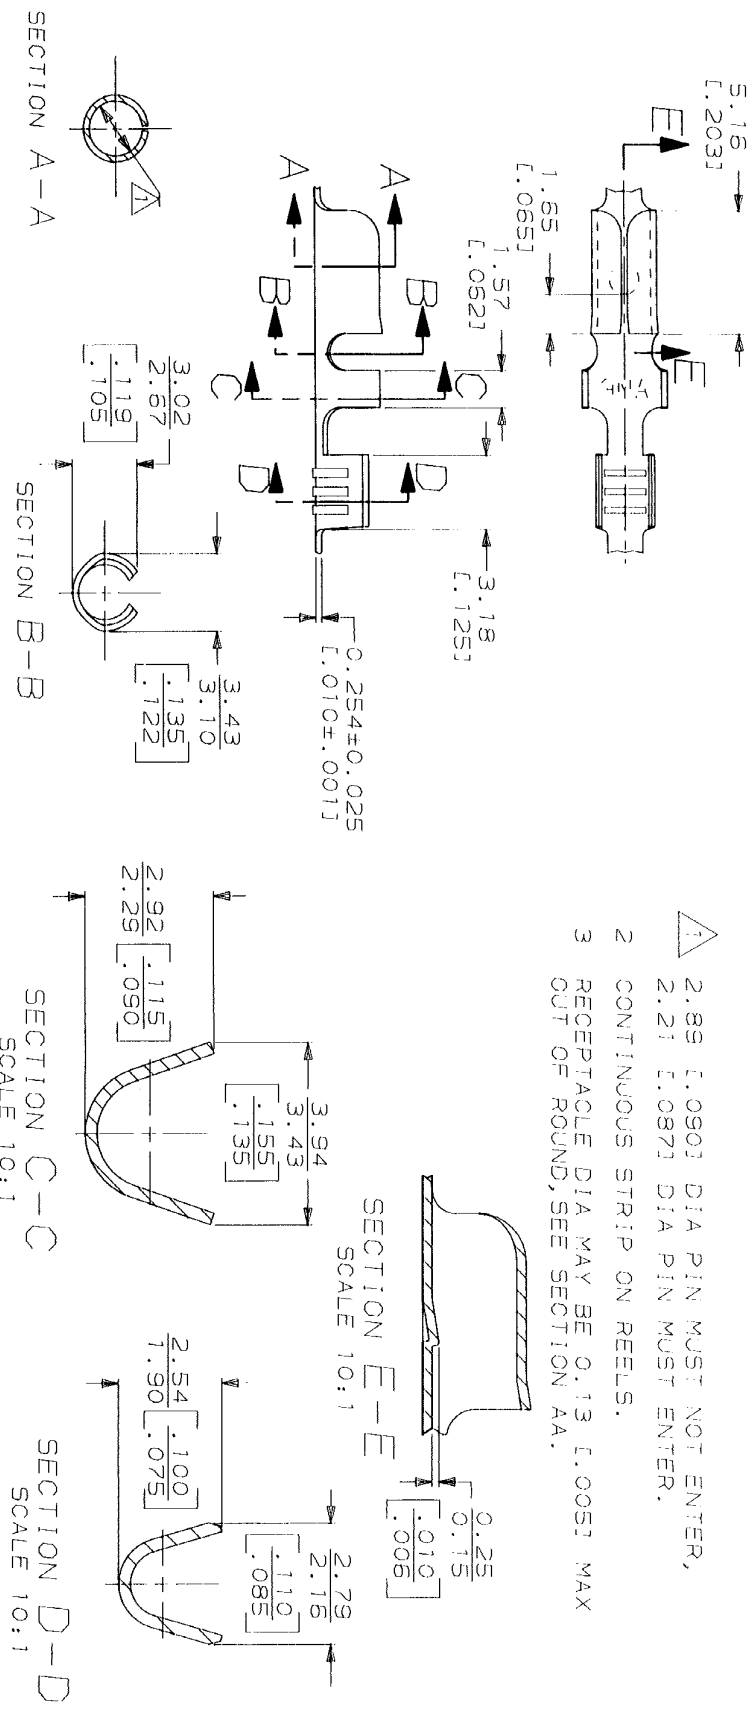 5.16
[.203]
E
E
1.65
[.065]
1.57
[.062]
A
A
B
B
C
C
D
D
3.18
[.125]
0.254±0.025
[.010±.001]
1
SECTION A-A
3.02
2.67
[.119
.105]
3.43
3.10
[.135
.122]
SECTION B-B
1 2.89 [.090] DIA PIN MUST NOT ENTER,
2.21 [.087] DIA PIN MUST ENTER.
2 CONTINUOUS STRIP ON REELS.
3 RECEPTACLE DIA MAY BE 0.13 [.005] MAX
OUT OF ROUND, SEE SECTION AA.
0.25
0.15
[.010
.006]
SECTION E-E
SCALE 10:1
2.92
2.29
[.115
.090]
3.94
3.43
[.155
.135]
SECTION C-C
SCALE 10:1
2.54
1.90
[.100
.075]
2.79
2.16
[.110
.085]
SECTION D-D
SCALE 10:1